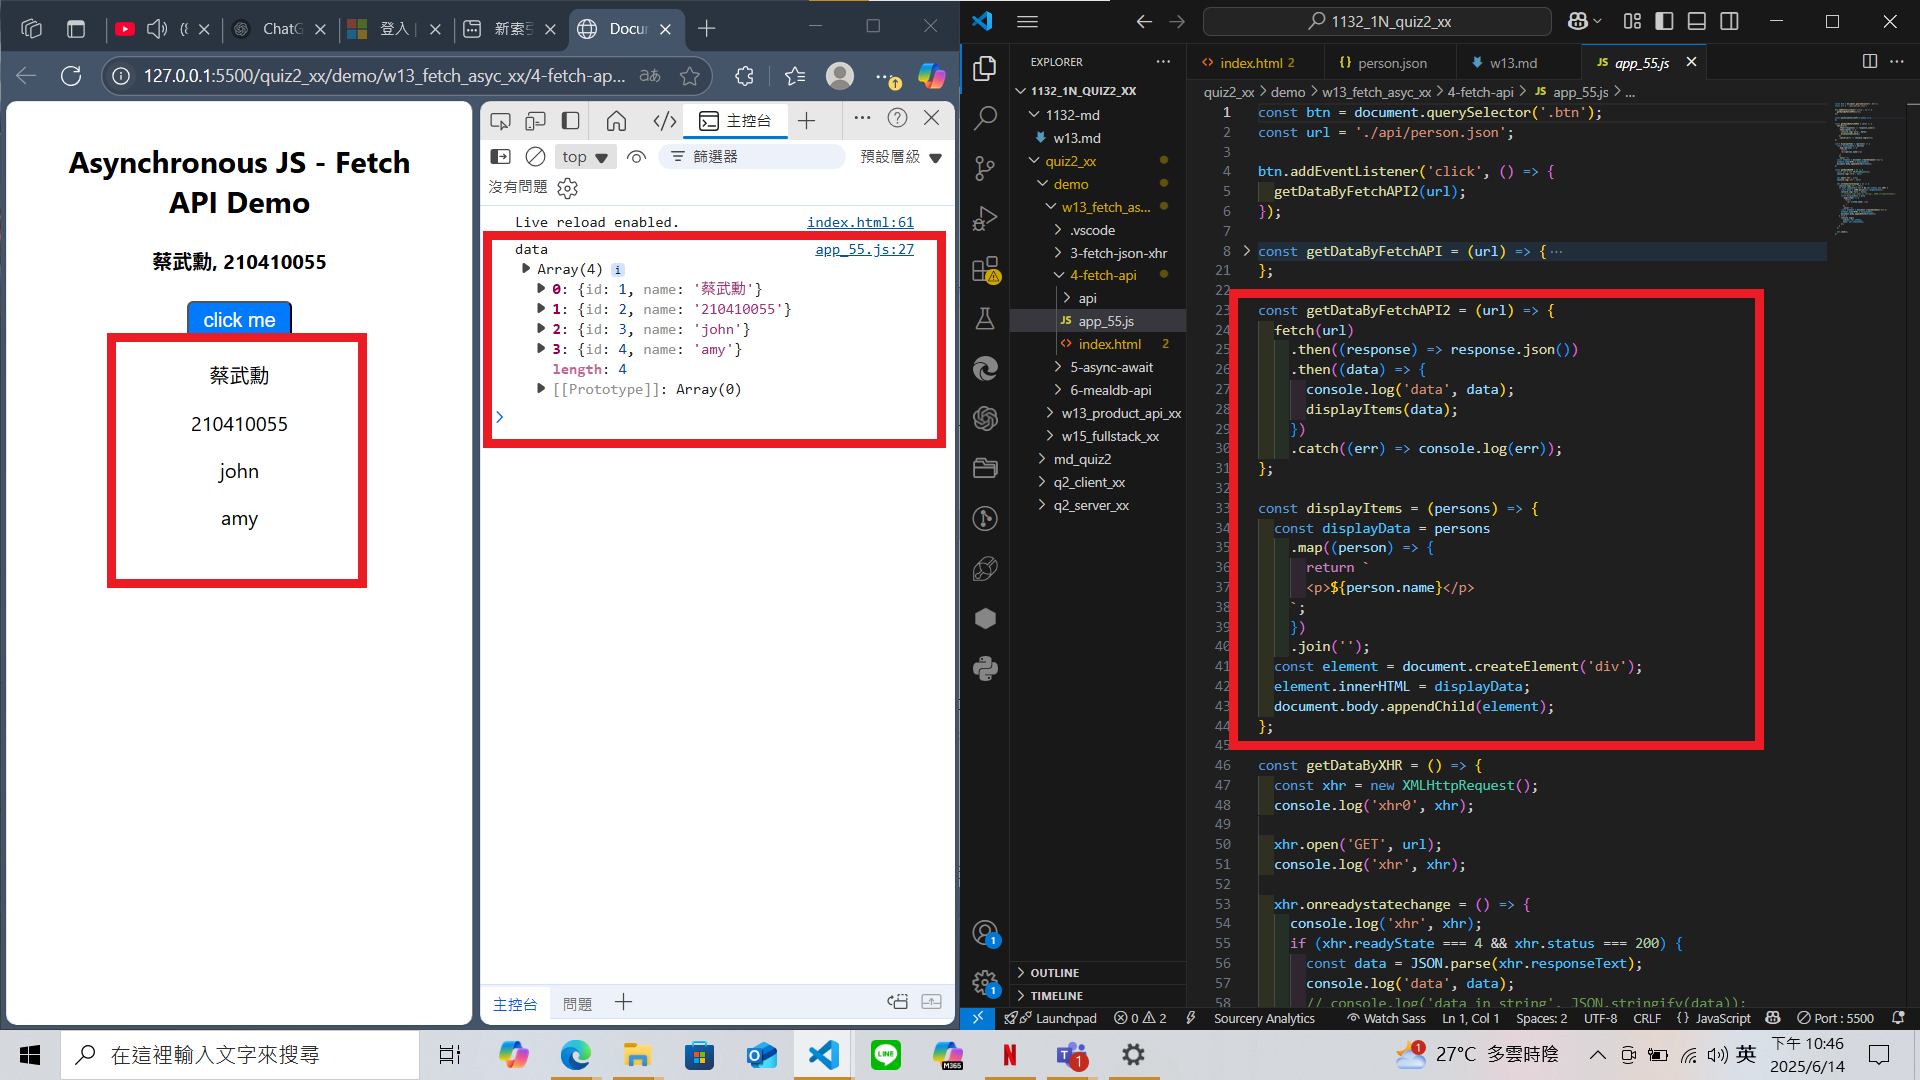 ChatG
登入 |
新索引
Docu
127.0.0.1:5500/quiz2_xx/demo/w13_fetch_asyc_xx/4-fetch-ap...
Asynchronous JS - Fetch
API Demo
蔡武勳, 210410055
click me
蔡武勳
210410055
john
amy
主控台
top
篩選器
預設層級
沒有問題
Live reload enabled.
index.html:61
data
app_55.js:27
Array(4)
0: {id: 1, name: '蔡武勳'}
1: {id: 2, name: '210410055'}
2: {id: 3, name: 'john'}
3: {id: 4, name: 'amy'}
length: 4
[[Prototype]]: Array(0)
主控台
問題
1132_1N_quiz2_xx
EXPLORER
1132_1N_QUIZ2_XX
1132-md
w13.md
quiz2_xx
demo
w13_fetch_as...
.vscode
3-fetch-json-xhr
4-fetch-api
api
JS app_55.js
index.html 2
5-async-await
6-mealdb-api
w13_product_api_xx
w15_fullstack_xx
md_quiz2
q2_client_xx
q2_server_xx
OUTLINE
TIMELINE
index.html 2
person.json
w13.md
JS app_55.js
quiz2_xx > demo > w13_fetch_asyc_xx > 4-fetch-api > JS app_55.js > ...
1 const btn = document.querySelector('.btn');
2 const url = './api/person.json';
3
4 btn.addEventListener('click', () => {
5 getDataByFetchAPI2(url);
6 });
7
8 const getDataByFetchAPI = (url) => {···
21 };
22
23 const getDataByFetchAPI2 = (url) => {
24 fetch(url)
25 .then((response) => response.json())
26 .then((data) => {
27 console.log('data', data);
28 displayItems(data);
29 })
30 .catch((err) => console.log(err));
31 };
32
33 const displayItems = (persons) => {
34 const displayData = persons
35 .map((person) => {
36 return `
37 <p>${person.name}</p>
38 `;
39 })
40 .join('');
41 const element = document.createElement('div');
42 element.innerHTML = displayData;
43 document.body.appendChild(element);
44 };
45
46 const getDataByXHR = () => {
47 const xhr = new XMLHttpRequest();
48 console.log('xhr0', xhr);
49
50 xhr.open('GET', url);
51 console.log('xhr', xhr);
52
53 xhr.onreadystatechange = () => {
54 console.log('xhr', xhr);
55 if (xhr.readyState === 4 && xhr.status === 200) {
56 const data = JSON.parse(xhr.responseText);
57 console.log('data', data);
58 // console.log('data in string', JSON.stringify(data));
Launchpad
0
2
Sourcery Analytics
Watch Sass
Ln 1, Col 1
Spaces: 2
UTF-8
CRLF
{} JavaScript
Port : 5500
在這裡輸入文字來搜尋
LINE
M365
27°C 多雲時陰
英
下午 10:46
2025/6/14